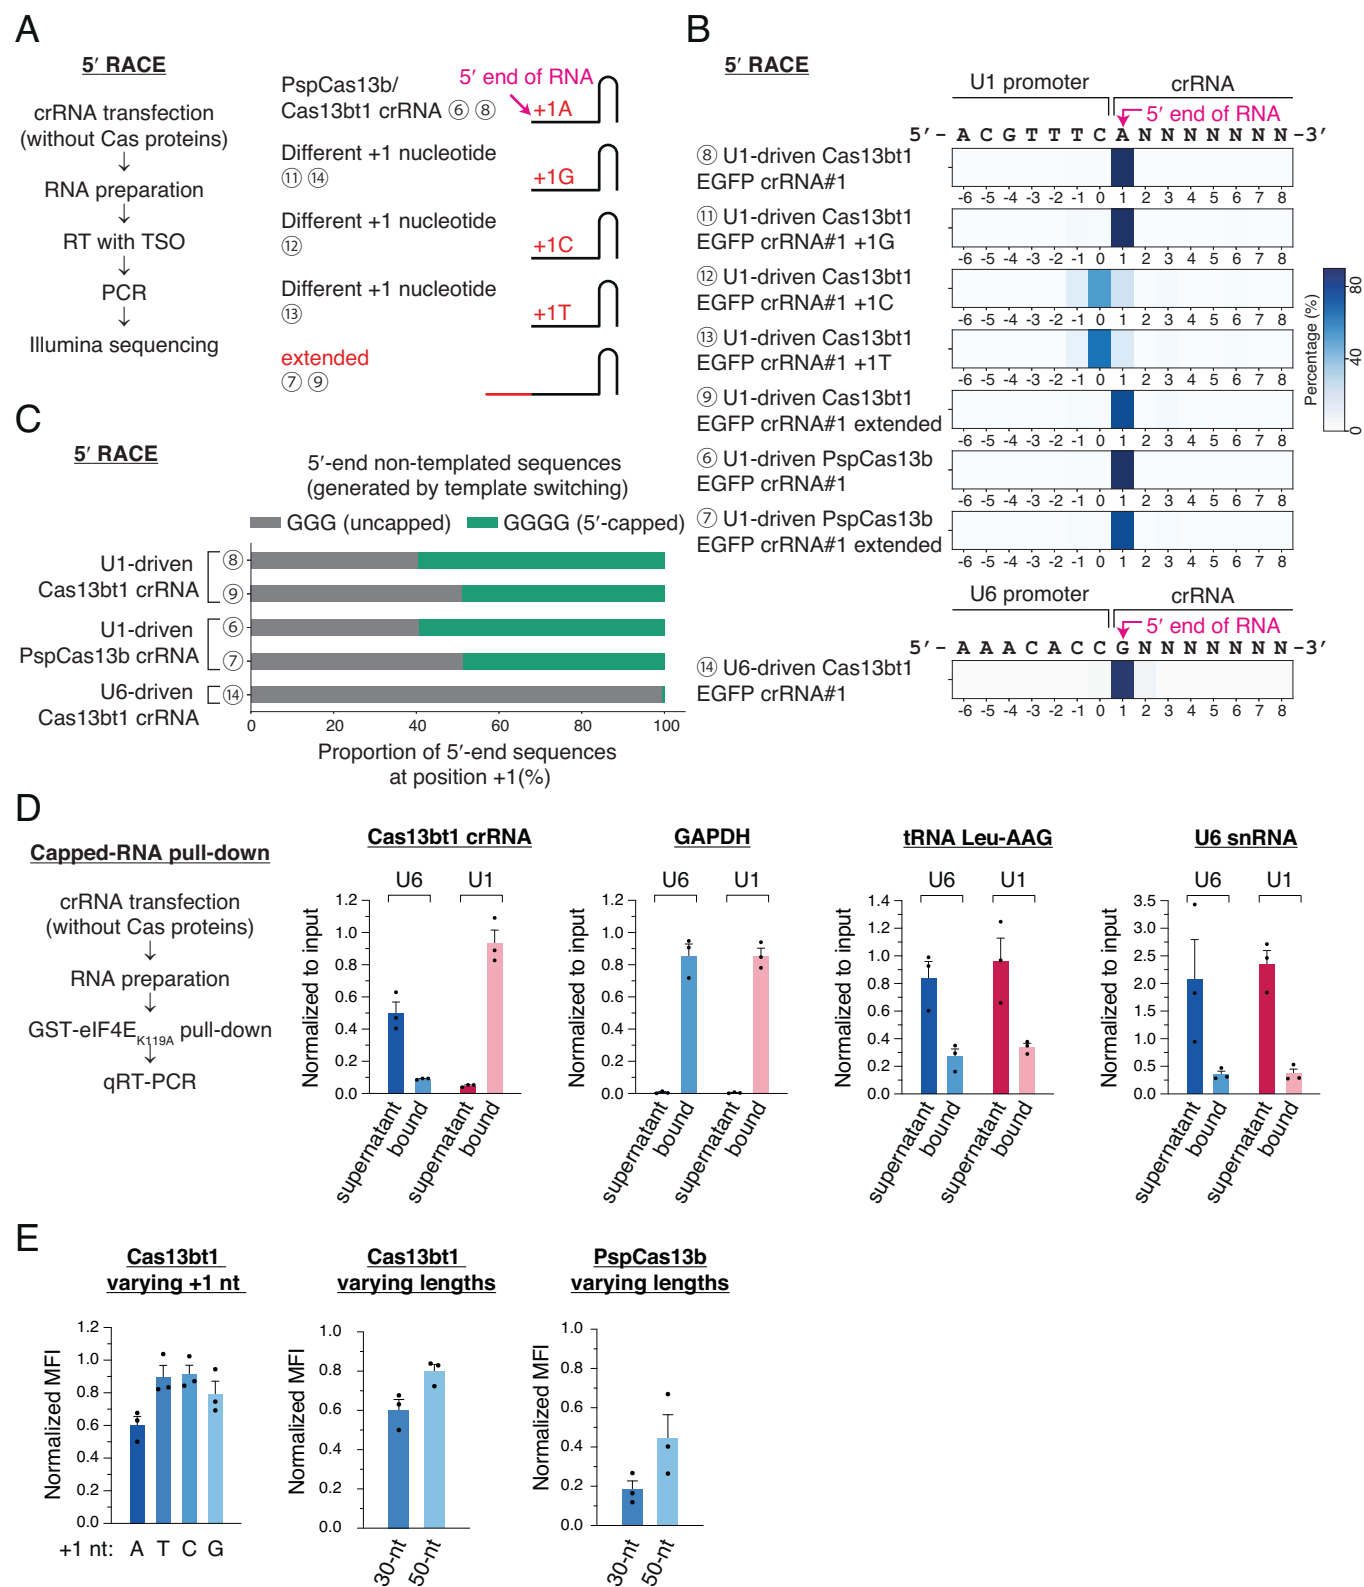 A
5′ RACE
crRNA transfection
(without Cas proteins)
↓
RNA preparation
↓
RT with TSO
↓
PCR
↓
Illumina sequencing
5′ end of RNA
PspCas13b/
Cas13bt1 crRNA ⑥ ⑧
+1A
Different +1 nucleotide
⑪ ⑭
+1G
Different +1 nucleotide
⑫
+1C
Different +1 nucleotide
⑬
+1T
extended
⑦ ⑨
B
5′ RACE
U1 promoter
crRNA
5′ end of RNA
5′- A C G T T T C A N N N N N N N -3′
⑧ U1-driven Cas13bt1
EGFP crRNA#1
-6 -5 -4 -3 -2 -1 0 1 2 3 4 5 6 7 8
⑪ U1-driven Cas13bt1
EGFP crRNA#1 +1G
-6 -5 -4 -3 -2 -1 0 1 2 3 4 5 6 7 8
⑫ U1-driven Cas13bt1
EGFP crRNA#1 +1C
-6 -5 -4 -3 -2 -1 0 1 2 3 4 5 6 7 8
⑬ U1-driven Cas13bt1
EGFP crRNA#1 +1T
-6 -5 -4 -3 -2 -1 0 1 2 3 4 5 6 7 8
⑨ U1-driven Cas13bt1
EGFP crRNA#1 extended
-6 -5 -4 -3 -2 -1 0 1 2 3 4 5 6 7 8
⑥ U1-driven PspCas13b
EGFP crRNA#1
-6 -5 -4 -3 -2 -1 0 1 2 3 4 5 6 7 8
⑦ U1-driven PspCas13b
EGFP crRNA#1 extended
-6 -5 -4 -3 -2 -1 0 1 2 3 4 5 6 7 8
Percentage (%)
80
40
0
U6 promoter
crRNA
5′ end of RNA
5′- A A A C A C C G N N N N N N N -3′
⑭ U6-driven Cas13bt1
EGFP crRNA#1
-6 -5 -4 -3 -2 -1 0 1 2 3 4 5 6 7 8
C
5′ RACE
5′-end non-templated sequences
(generated by template switching)
GGG (uncapped)
GGGG (5′-capped)
U1-driven
Cas13bt1 crRNA
⑧
⑨
U1-driven
PspCas13b crRNA
⑥
⑦
U6-driven
Cas13bt1 crRNA
⑭
0 20 40 60 80 100
Proportion of 5′-end sequences
at position +1(%)
D
Capped-RNA pull-down
crRNA transfection
(without Cas proteins)
↓
RNA preparation
↓
GST-eIF4E K119A pull-down
↓
qRT-PCR
Cas13bt1 crRNA
U6 U1
Normalized to input
1.2
1.0
0.8
0.6
0.4
0.2
0.0
supernatant
bound
supernatant
bound
GAPDH
U6 U1
Normalized to input
1.2
1.0
0.8
0.6
0.4
0.2
0.0
supernatant
bound
supernatant
bound
tRNA Leu-AAG
U6 U1
Normalized to input
1.4
1.2
1.0
0.8
0.6
0.4
0.2
0.0
supernatant
bound
supernatant
bound
U6 snRNA
U6 U1
Normalized to input
3.5
3.0
2.5
2.0
1.5
1.0
0.5
0.0
supernatant
bound
supernatant
bound
E
Cas13bt1
varying +1 nt
Normalized MFI
1.2
1.0
0.8
0.6
0.4
0.2
0.0
+1 nt: A T C G
Cas13bt1
varying lengths
Normalized MFI
1.0
0.8
0.6
0.4
0.2
0.0
30-nt
50-nt
PspCas13b
varying lengths
Normalized MFI
1.0
0.8
0.6
0.4
0.2
0.0
30-nt
50-nt